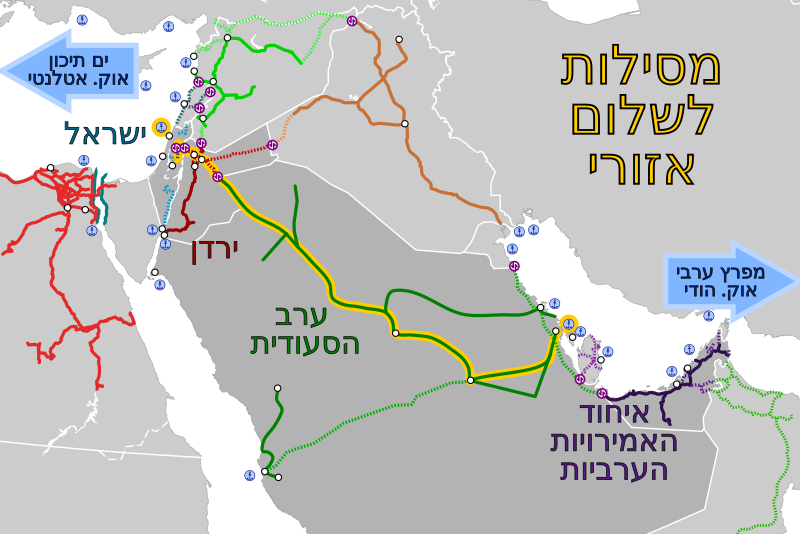 מסילות
לשלום
אזורי
ים תיכון
אוק. אטלנטי
ישראל
ירדן
מפרץ ערבי
אוק. הודי
ערב
הסעודית
איחוד
האמירויות
הערביות